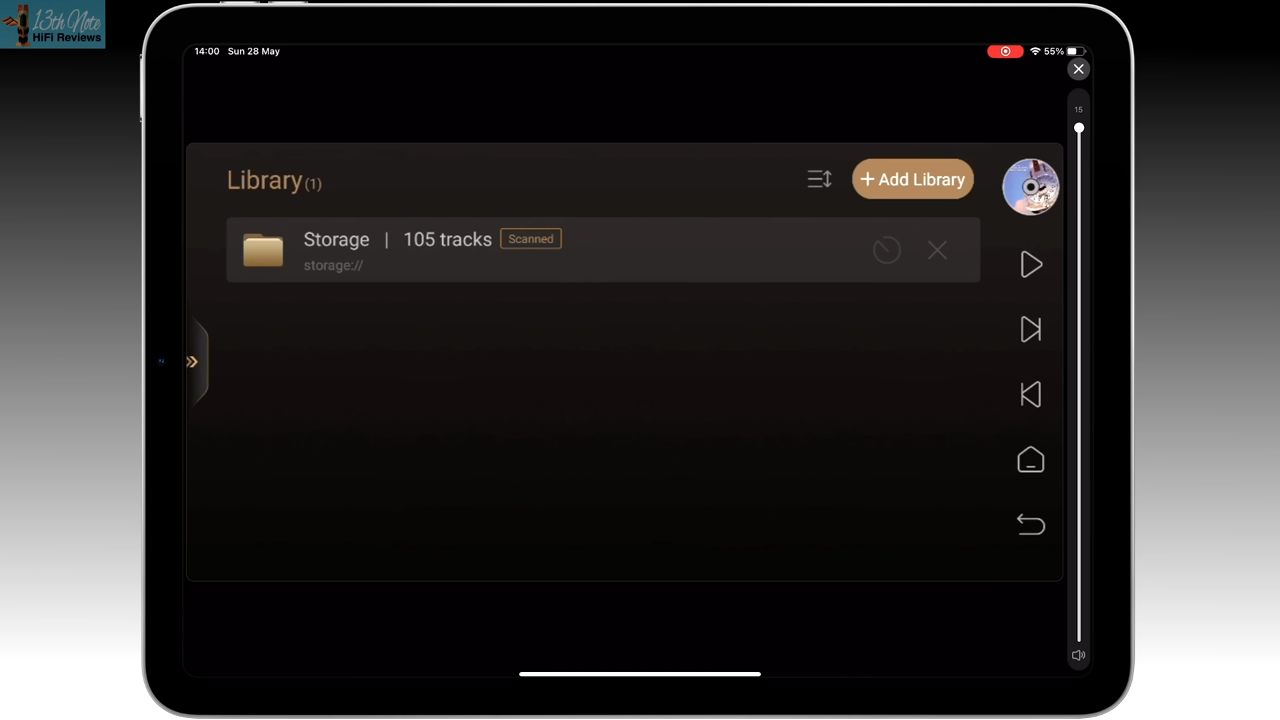 13th Note
HiFi Reviews
14:00 Sun 28 May
55%
15
Library(1)
+ Add Library
Storage | 105 tracks Scanned
storage://